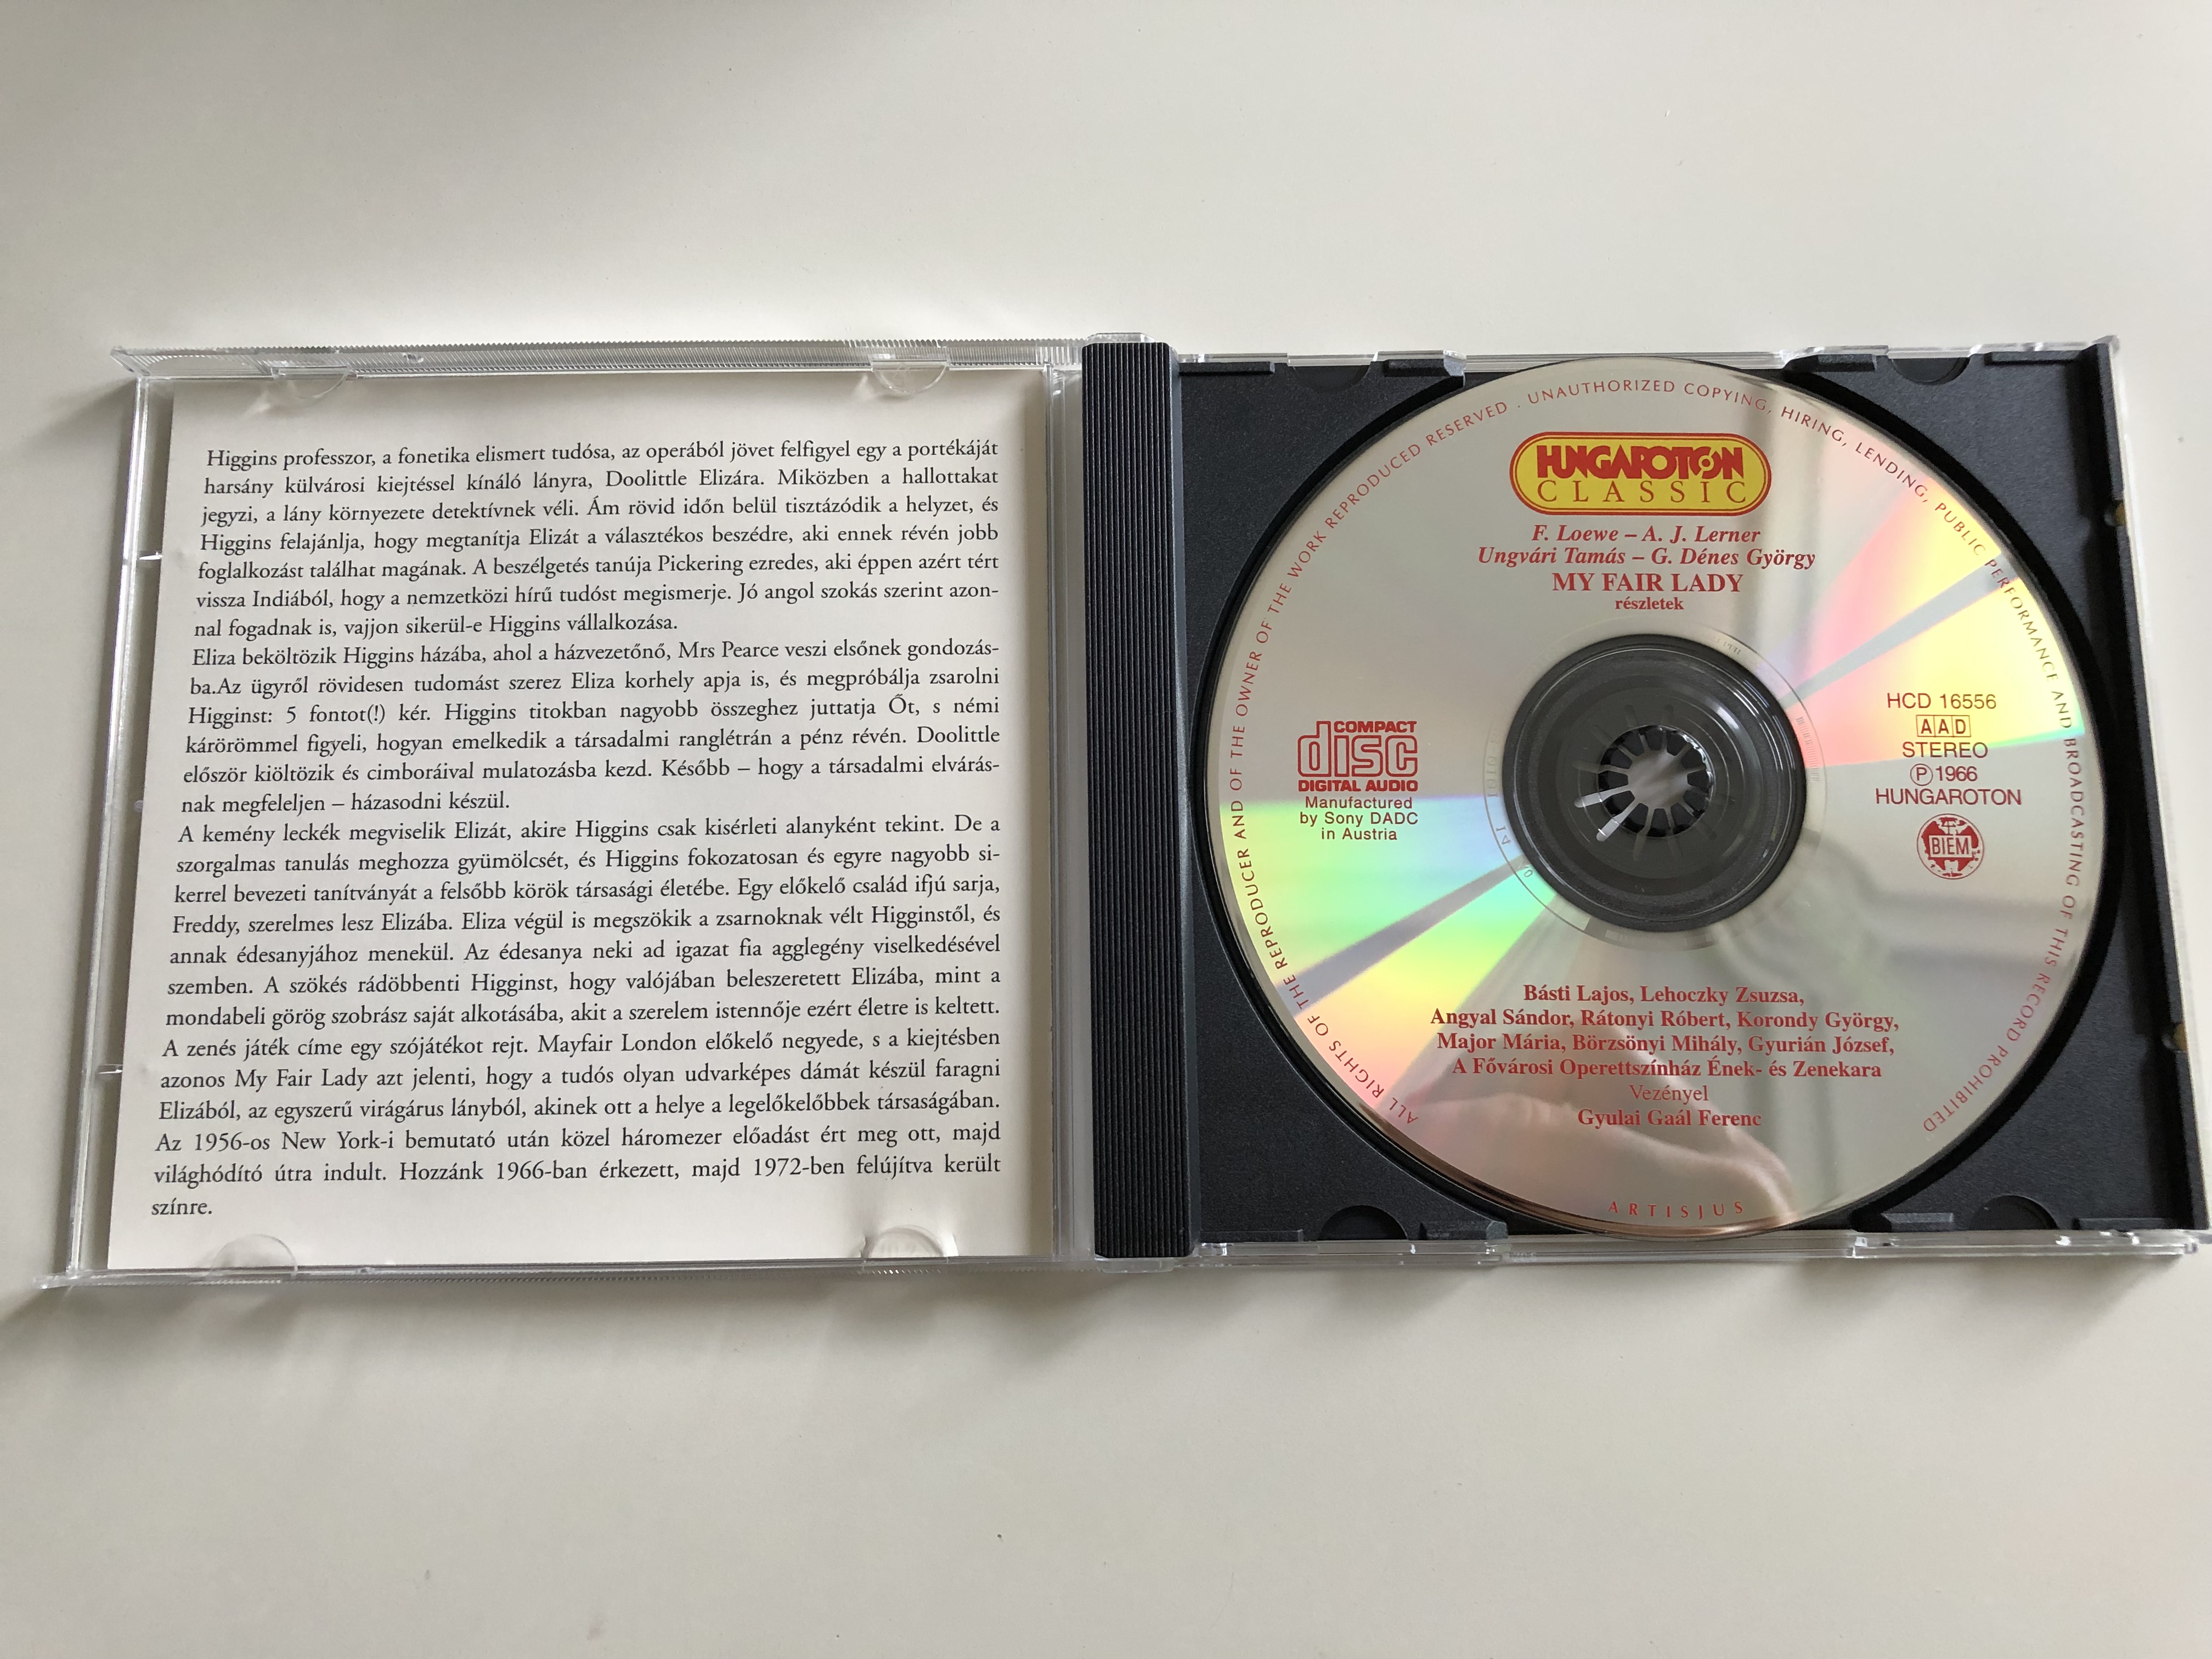 Higgins professzor, a fonetika elismert tudósa, az operából jövet felfigyel egy a portékáját
harsány külvárosi kiejtéssel kínáló lányra, Doolittle Elizára. Miközben a hallottakat
jegyzi, a lány környezete detektívnek véli. Ám rövid időn belül tisztázódik a helyzet, és
Higgins felajánlja, hogy megtanítja Elizát a választékos beszédre, aki ennek révén jobb
foglalkozást találhat magának. A beszélgetés tanúja Pickering ezredes, aki éppen azért tért
vissza Indiából, hogy a nemzetközi hírű tudóst megismerje. Jó angol szokás szerint azon-
nal fogadnak is, vajjon sikerül-e Higgins vállalkozása.
Eliza beköltözik Higgins házába, ahol a házvezetőnő, Mrs Pearce veszi elsőnek gondozás-
ba.Az ügyről rövidesen tudomást szerez Eliza korhely apja is, és megpróbálja zsarolni
Higginst: 5 fontot(!) kér. Higgins titokban nagyobb összeghez juttatja Őt, s némi
kárörömmel figyeli, hogyan emelkedik a társadalmi ranglétrán a pénz révén. Doolittle
először kiöltözik és cimboráival mulatozásba kezd. Később – hogy a társadalmi elvárás-
nak megfeleljen – házasodni készül.
A kemény leckék megviselik Elizát, akire Higgins csak kisérleti alanyként tekint. De a
szorgalmas tanulás meghozza gyümölcsét, és Higgins fokozatosan és egyre nagyobb si-
kerrel bevezeti tanítványát a felsőbb körök társasági életébe. Egy előkelő család ifjú sarja,
Freddy, szerelmes lesz Elizába. Eliza végül is megszökik a zsarnoknak vélt Higginstől, és
annak édesanyjához menekül. Az édesanya neki ad igazat fia agglegény viselkedésével
szemben. A szökés rádöbbenti Higginst, hogy valójában beleszeretett Elizába, mint a
mondabeli görög szobrász saját alkotásába, akit a szerelem istennője ezért életre is keltett.
A zenés játék címe egy szójátékot rejt. Mayfair London előkelő negyede, s a kiejtésben
azonos My Fair Lady azt jelenti, hogy a tudós olyan udvarképes dámát készül faragni
Elizából, az egyszerű virágárus lányból, akinek ott a helye a legelőkelőbbek társaságában.
Az 1956-os New York-i bemutató után közel háromezer előadást ért meg ott, majd
világhódító útra indult. Hozzánk 1966-ban érkezett, majd 1972-ben felújítva került
színre.
ALL RIGHTS OF THE REPRODUCER AND OF THE OWNER OF THE WORK REPRODUCED RESERVED . UNAUTHORIZED COPYING, HIRING, LENDING, PUBLIC PERFORMANCE AND BROADCASTING OF THIS RECORD PROHIBITED
HUNGAROTON
CLASSIC
F. Loewe – A. J. Lerner
Ungvári Tamás – G. Dénes György
MY FAIR LADY
részletek
COMPACT
disc
DIGITAL AUDIO
Manufactured
by Sony DADC
in Austria
HCD 16556
AAD
STEREO
Ⓟ1966
HUNGAROTON
BIEM
Básti Lajos, Lehoczky Zsuzsa,
Angyal Sándor, Rátonyi Róbert, Korondy György,
Major Mária, Börzsönyi Mihály, Gyurián József,
A Fővárosi Operettszínház Ének- és Zenekara
Vezényel
Gyulai Gaál Ferenc
ARTISJUS